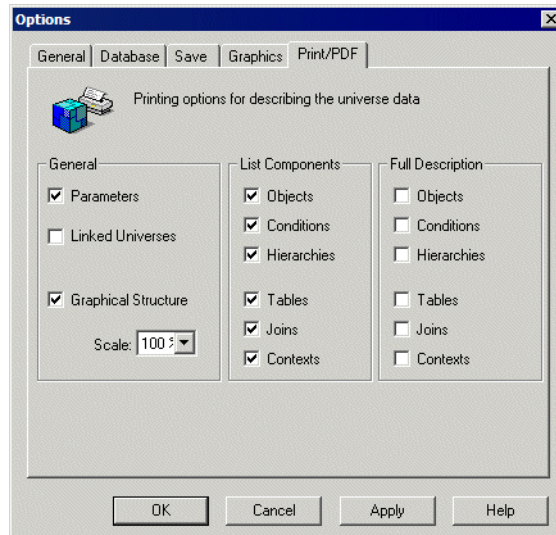 Options
General
Database
Save
Graphics
Print/PDF
Printing options for describing the universe data
General
Parameters
Linked Universes
Graphical Structure
Scale: 100 %
List Components
Objects
Conditions
Hierarchies
Tables
Joins
Contexts
Full Description
Objects
Conditions
Hierarchies
Tables
Joins
Contexts
OK
Cancel
Apply
Help